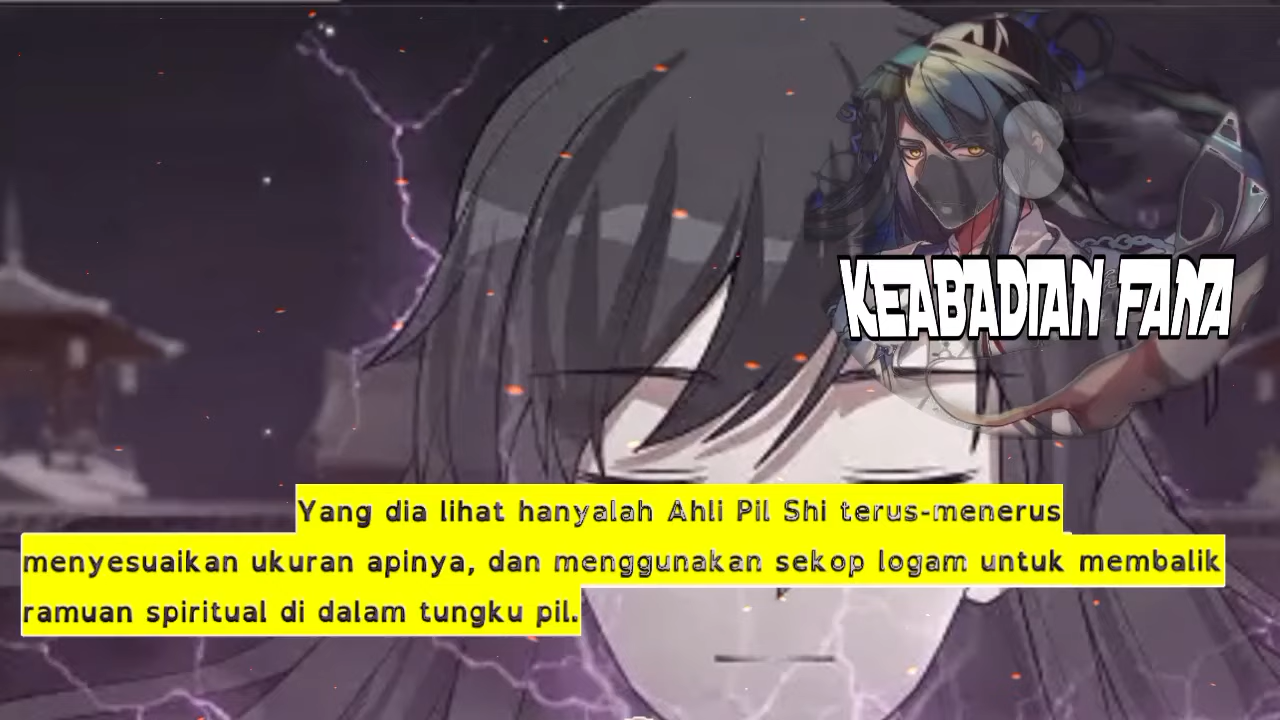 KEABADIAN FANA
Yang dia lihat hanyalah Ahli Pil Shi terus-menerus
menyesuaikan ukuran apinya, dan menggunakan sekop logam untuk membalik
ramuan spiritual di dalam tungku pil.